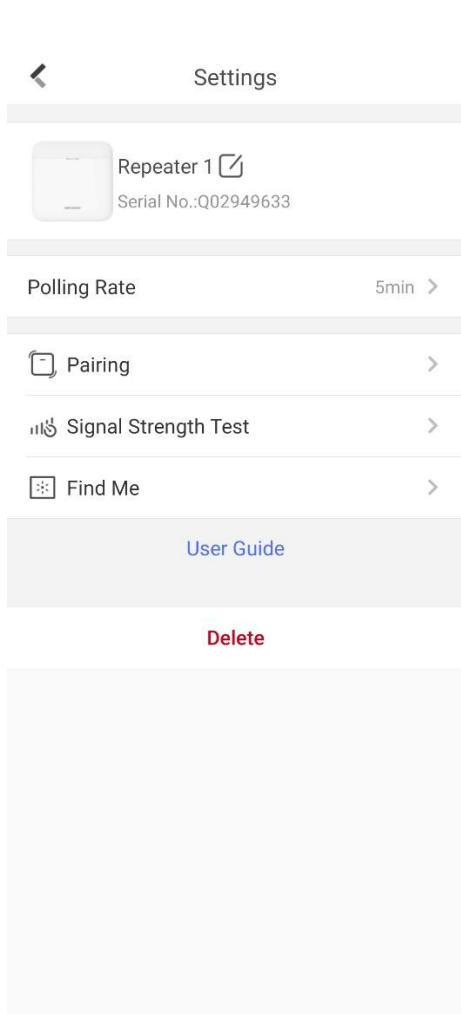 Settings
Repeater 1
Serial No.:Q02949633
Polling Rate 5min
Pairing
Signal Strength Test
Find Me
User Guide
Delete